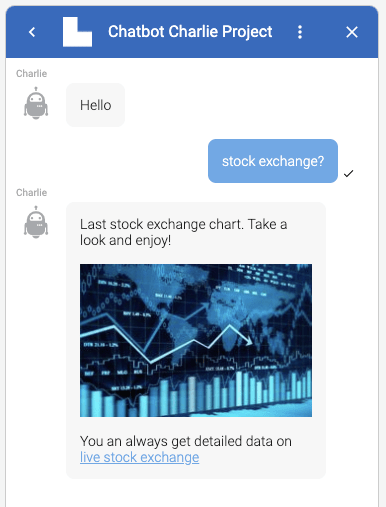 Chatbot Charlie Project
Charlie
Hello
stock exchange?
Charlie
Last stock exchange chart. Take a
look and enjoy!
You an always get detailed data on
live stock exchange